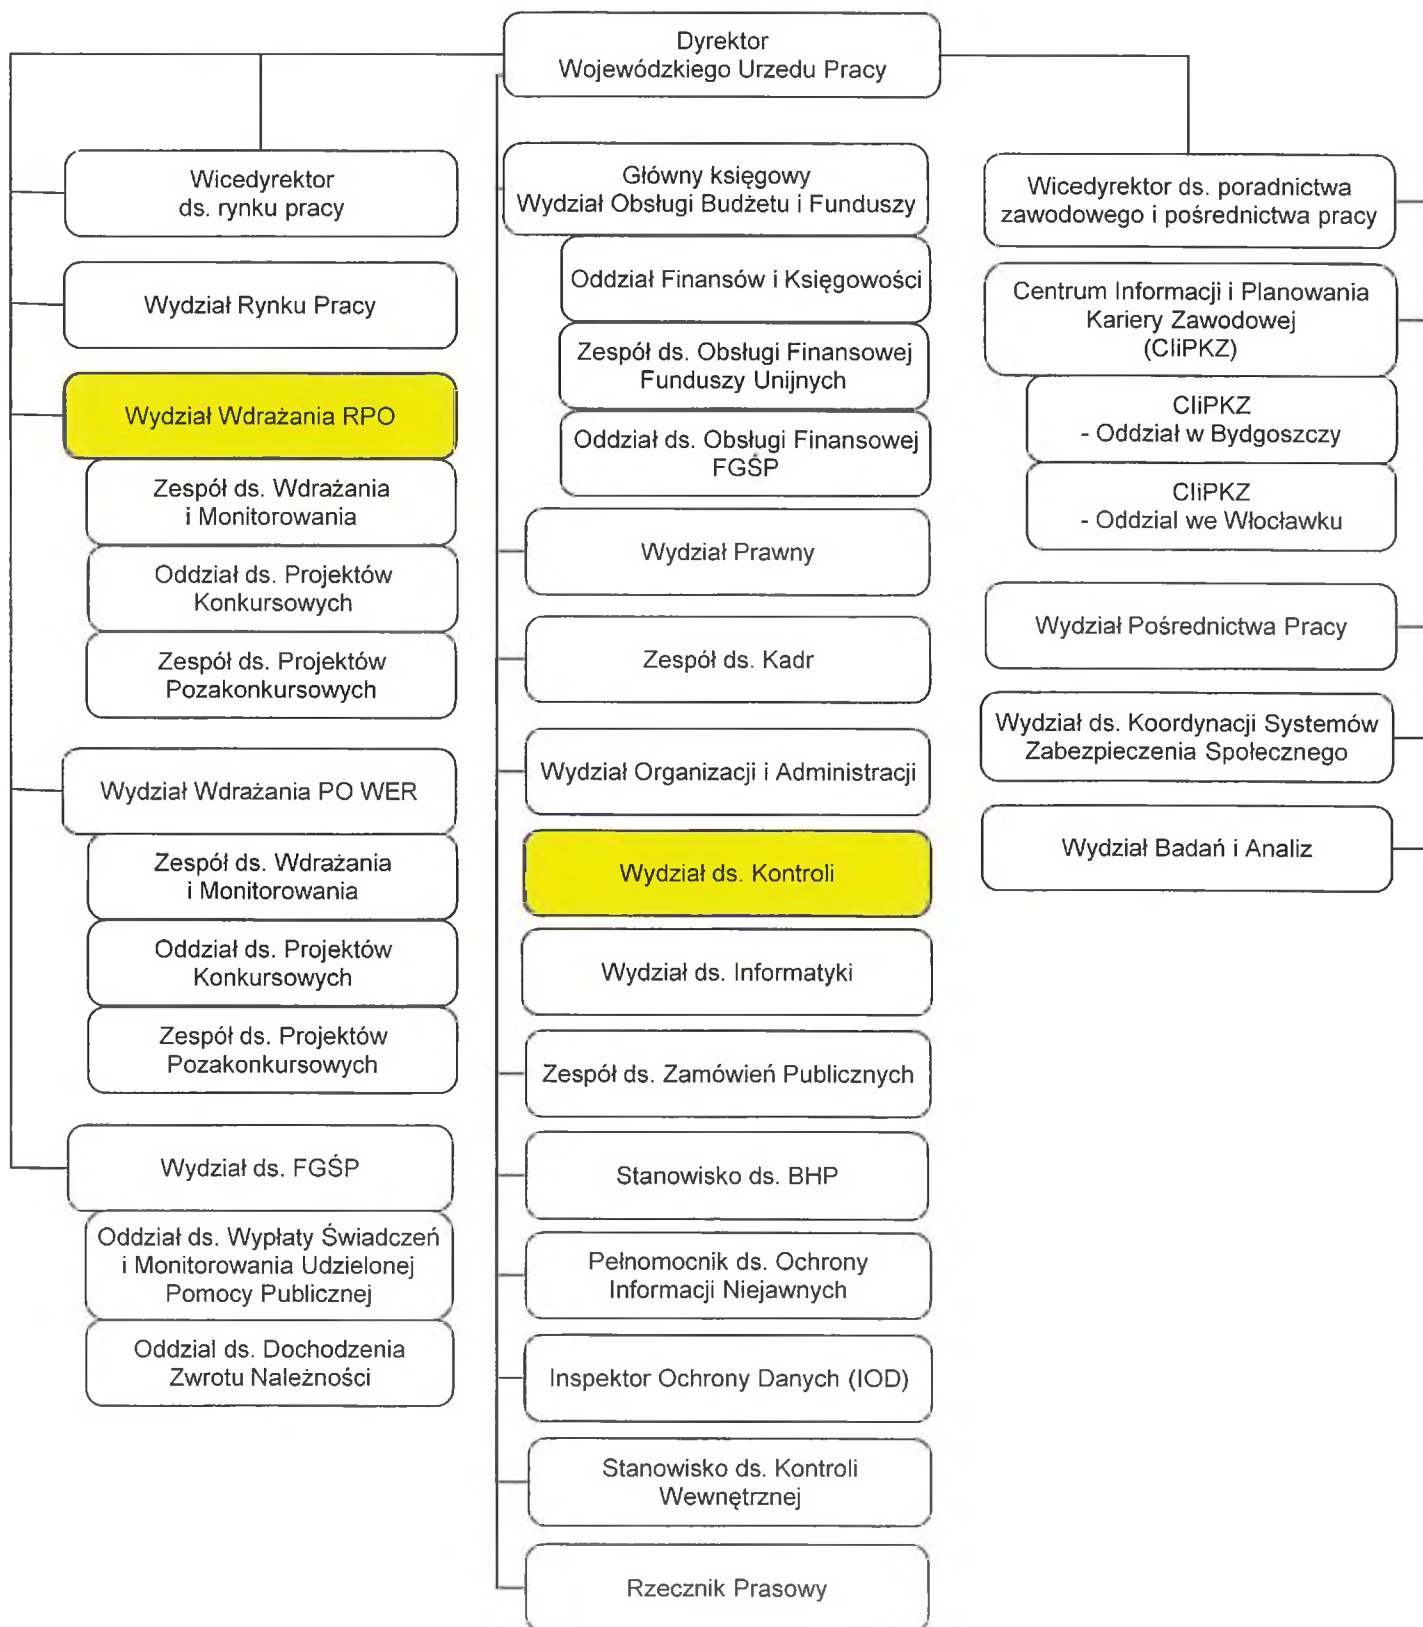 Dyrektor
Wojewódzkiego Urzedu Pracy
Wicedyrektor
ds. rynku pracy
Wydział Rynku Pracy
Wydział Wdrażania RPO
Zespół ds. Wdrażania
i Monitorowania
Oddział ds. Projektów
Konkursowych
Zespół ds. Projektów
Pozakonkursowych
Wydział Wdrażania PO WER
Zespół ds. Wdrażania
i Monitorowania
Oddział ds. Projektów
Konkursowych
Zespół ds. Projektów
Pozakonkursowych
Wydział ds. FGŚP
Oddział ds. Wypłaty Świadczeń
i Monitorowania Udzielonej
Pomocy Publicznej
Oddzial ds. Dochodzenia
Zwrotu Należności
Główny księgowy
Wydział Obsługi Budżetu i Funduszy
Oddział Finansów i Księgowości
Zespół ds. Obsługi Finansowej
Funduszy Unijnych
Oddział ds. Obsługi Finansowej
FGŚP
Wydział Prawny
Zespół ds. Kadr
Wydział Organizacji i Administracji
Wydział ds. Kontroli
Wydział ds. Informatyki
Zespół ds. Zamówień Publicznych
Stanowisko ds. BHP
Pełnomocnik ds. Ochrony
Informacji Niejawnych
Inspektor Ochrony Danych (IOD)
Stanowisko ds. Kontroli
Wewnętrznej
Rzecznik Prasowy
Wicedyrektor ds. poradnictwa
zawodowego i pośrednictwa pracy
Centrum Informacji i Planowania
Kariery Zawodowej
(CIiPKZ)
CIiPKZ
- Oddział w Bydgoszczy
CIiPKZ
- Oddzial we Włocławku
Wydział Pośrednictwa Pracy
Wydział ds. Koordynacji Systemów
Zabezpieczenia Społecznego
Wydział Badań i Analiz